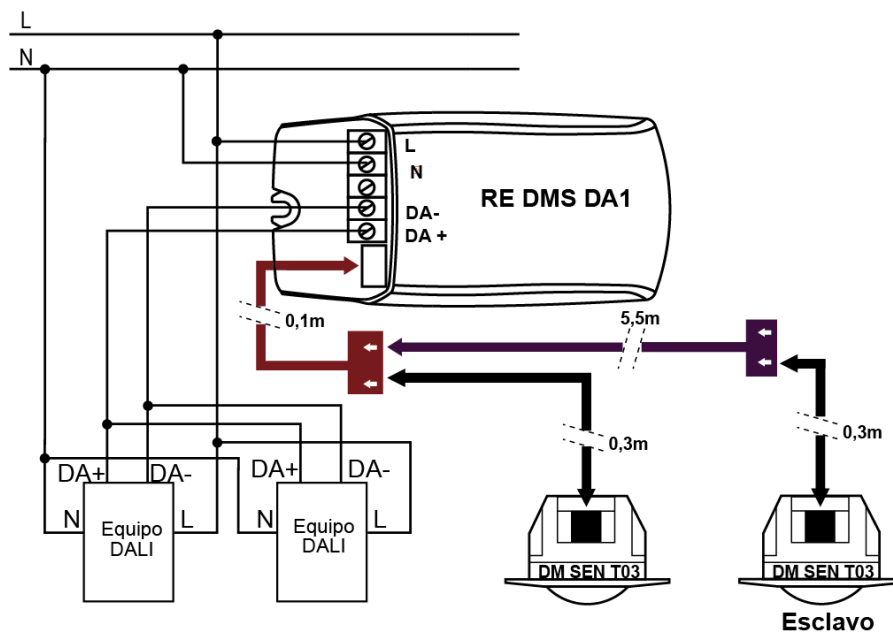 L
N
L
N
DA-
DA +
RE DMS DA1
0,1m
5,5m
0,3m
0,3m
DA+ DA-
DA+ DA-
N Equipo DALI L
N Equipo DALI L
DM SEN T03
DM SEN T03
Esclavo